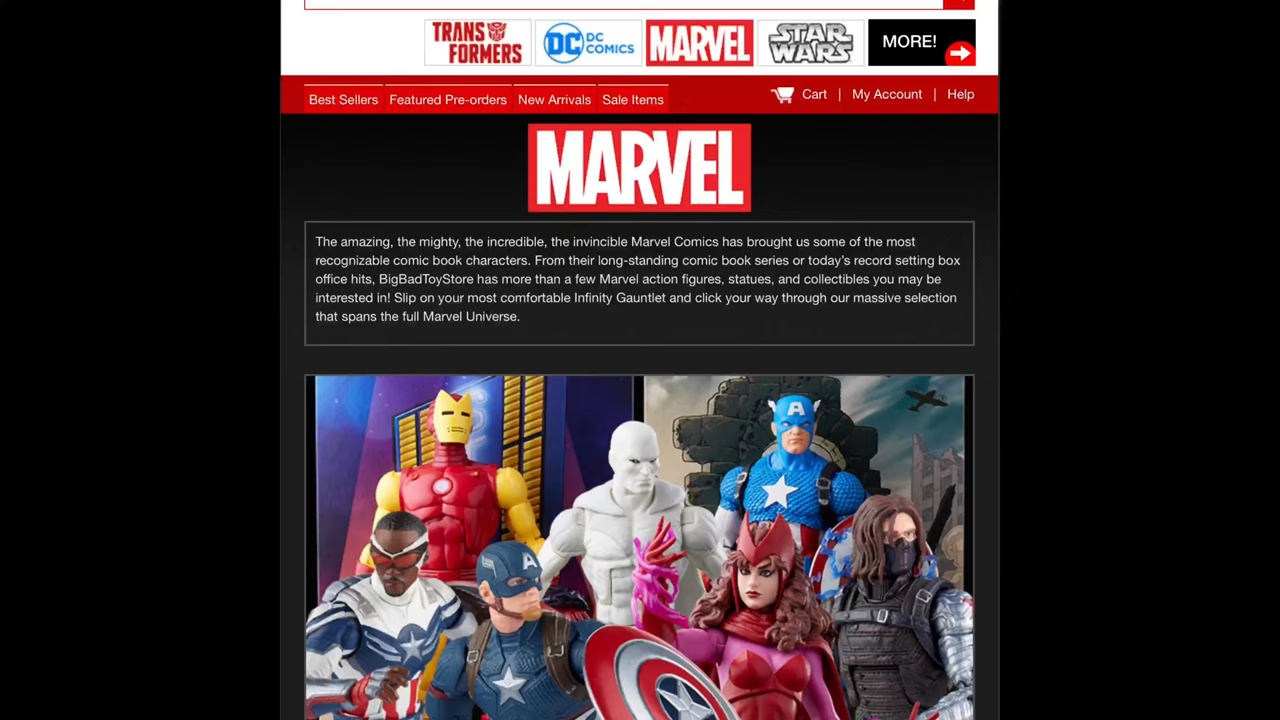 TRANSFORMERS
DC COMICS
MARVEL
STAR WARS
MORE!
Best Sellers
Featured Pre-orders
New Arrivals
Sale Items
Cart | My Account | Help
MARVEL
The amazing, the mighty, the incredible, the invincible Marvel Comics has brought us some of the most
recognizable comic book characters. From their long-standing comic book series or today's record setting box
office hits, BigBadToyStore has more than a few Marvel action figures, statues, and collectibles you may be
interested in! Slip on your most comfortable Infinity Gauntlet and click your way through our massive selection
that spans the full Marvel Universe.
A
A